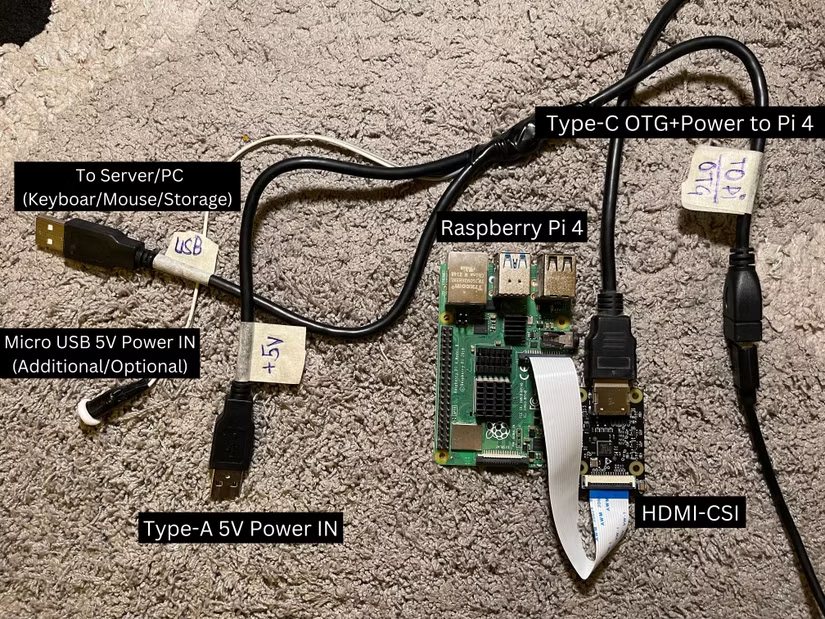 Type-C OTG+Power to Pi 4
To Server/PC
(Keyboar/Mouse/Storage)
TO Pi
OTG
Raspberry Pi 4
USB
Micro USB 5V Power IN
(Additional/Optional)
+5V
HDMI-CSI
Type-A 5V Power IN